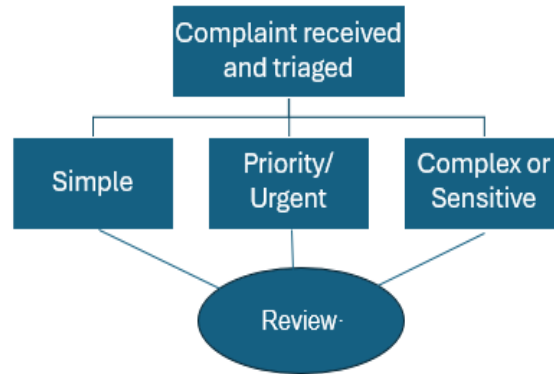 Complaint received
and triaged
Simple
Priority/
Urgent
Complex or
Sensitive
Review